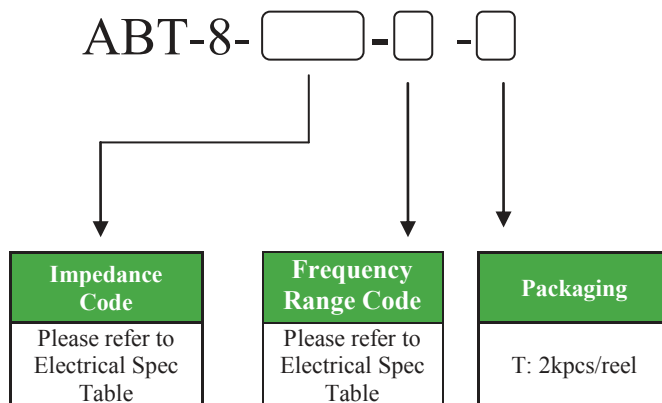 ABT-8- - -
Impedance
Code
Please refer to
Electrical Spec
Table
Frequency
Range Code
Please refer to
Electrical Spec
Table
Packaging
T: 2kpcs/reel